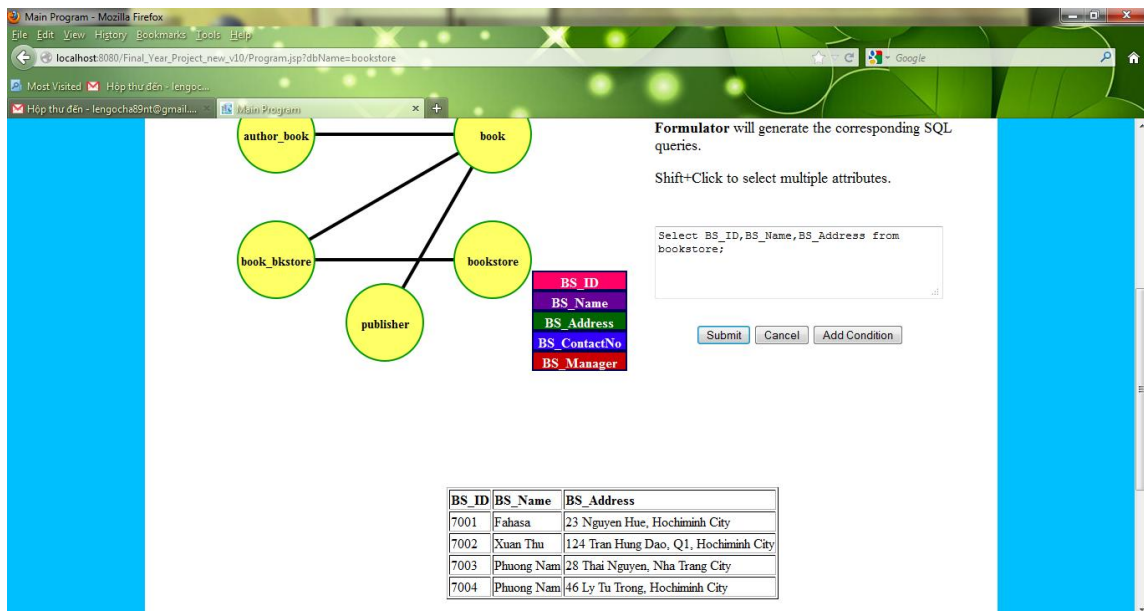 Main Program - Mozilla Firefox
File Edit View History Bookmarks Tools Help
localhost:8080/Final_Year_Project_new_v10/Program.jsp?dbName=bookstore
Google
Most Visited Hộp thư đến - lengoc...
Hộp thư đến - lengocha89nt@gmail.... × Main Program × +
author_book book
book_bkstore bookstore
publisher
BS_ID
BS_Name
BS_Address
BS_ContactNo
BS_Manager
Formulator will generate the corresponding SQL
queries.
Shift+Click to select multiple attributes.
Select BS_ID,BS_Name,BS_Address from
bookstore;
Submit Cancel Add Condition
BS_ID BS_Name BS_Address
7001 Fahasa 23 Nguyen Hue, Hochiminh City
7002 Xuan Thu 124 Tran Hung Dao, Q1, Hochiminh City
7003 Phuong Nam 28 Thai Nguyen, Nha Trang City
7004 Phuong Nam 46 Ly Tu Trong, Hochiminh City